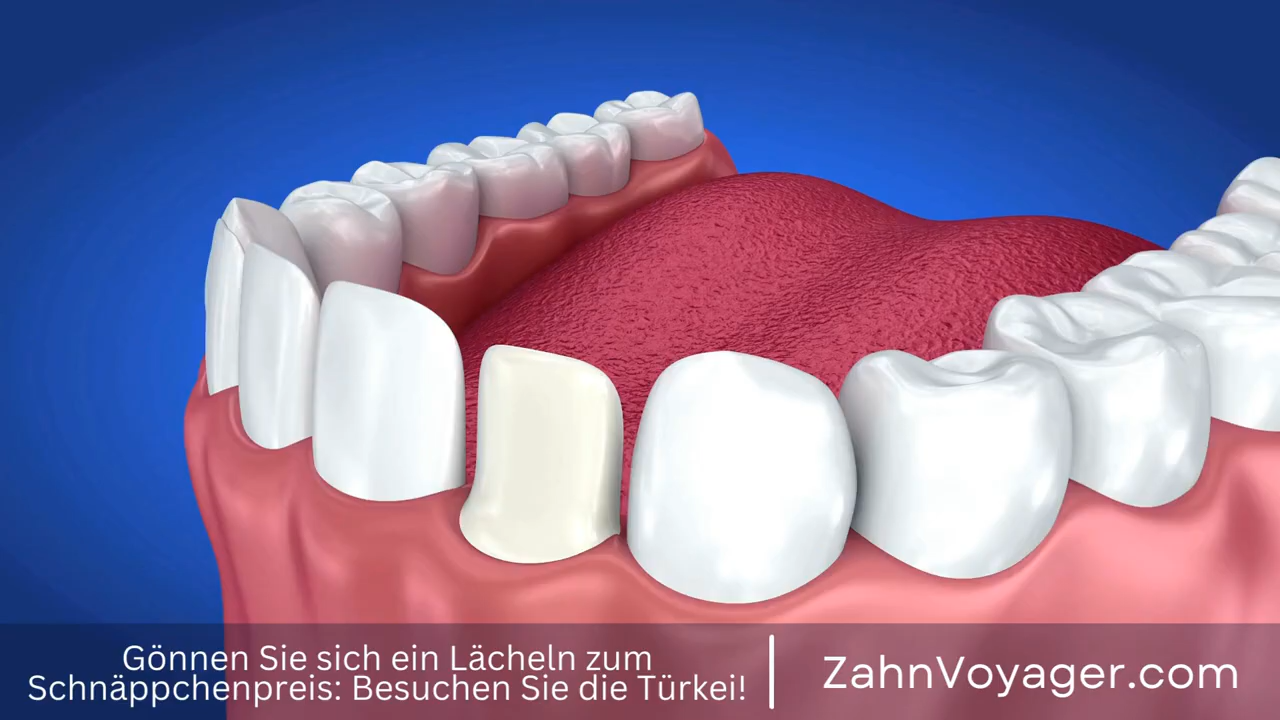 Gönnen Sie sich ein Lächeln zum
Schnäppchenpreis: Besuchen Sie die Türkei!
ZahnVoyager.com